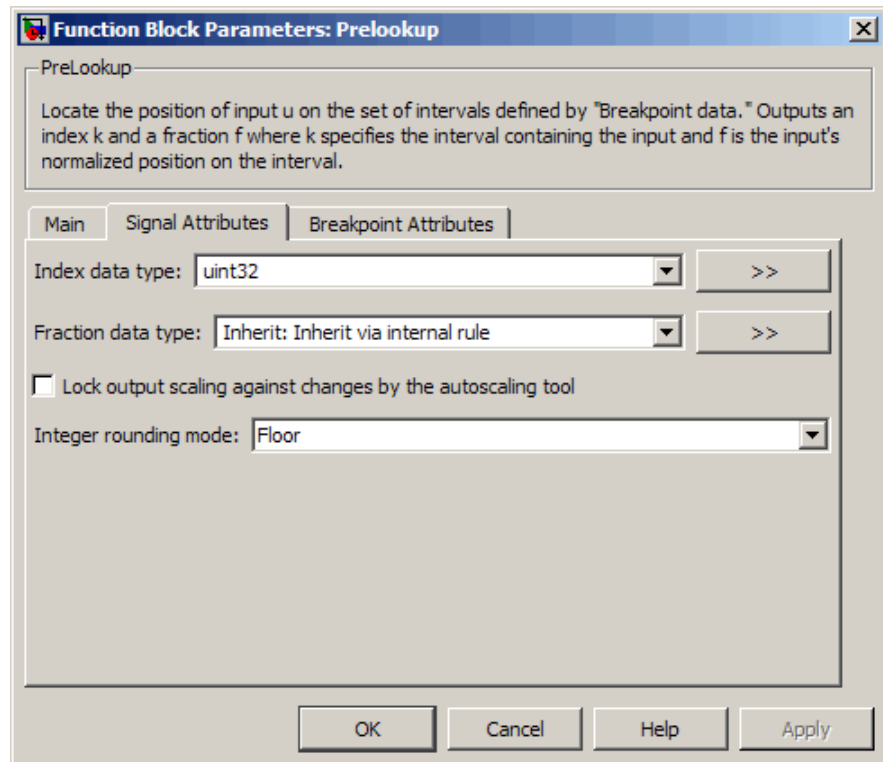 Function Block Parameters: Prelookup
PreLookup
Locate the position of input u on the set of intervals defined by "Breakpoint data." Outputs an
index k and a fraction f where k specifies the interval containing the input and f is the input's
normalized position on the interval.
Main Signal Attributes Breakpoint Attributes
Index data type: uint32 >>
Fraction data type: Inherit: Inherit via internal rule >>
Lock output scaling against changes by the autoscaling tool
Integer rounding mode: Floor
OK Cancel Help Apply